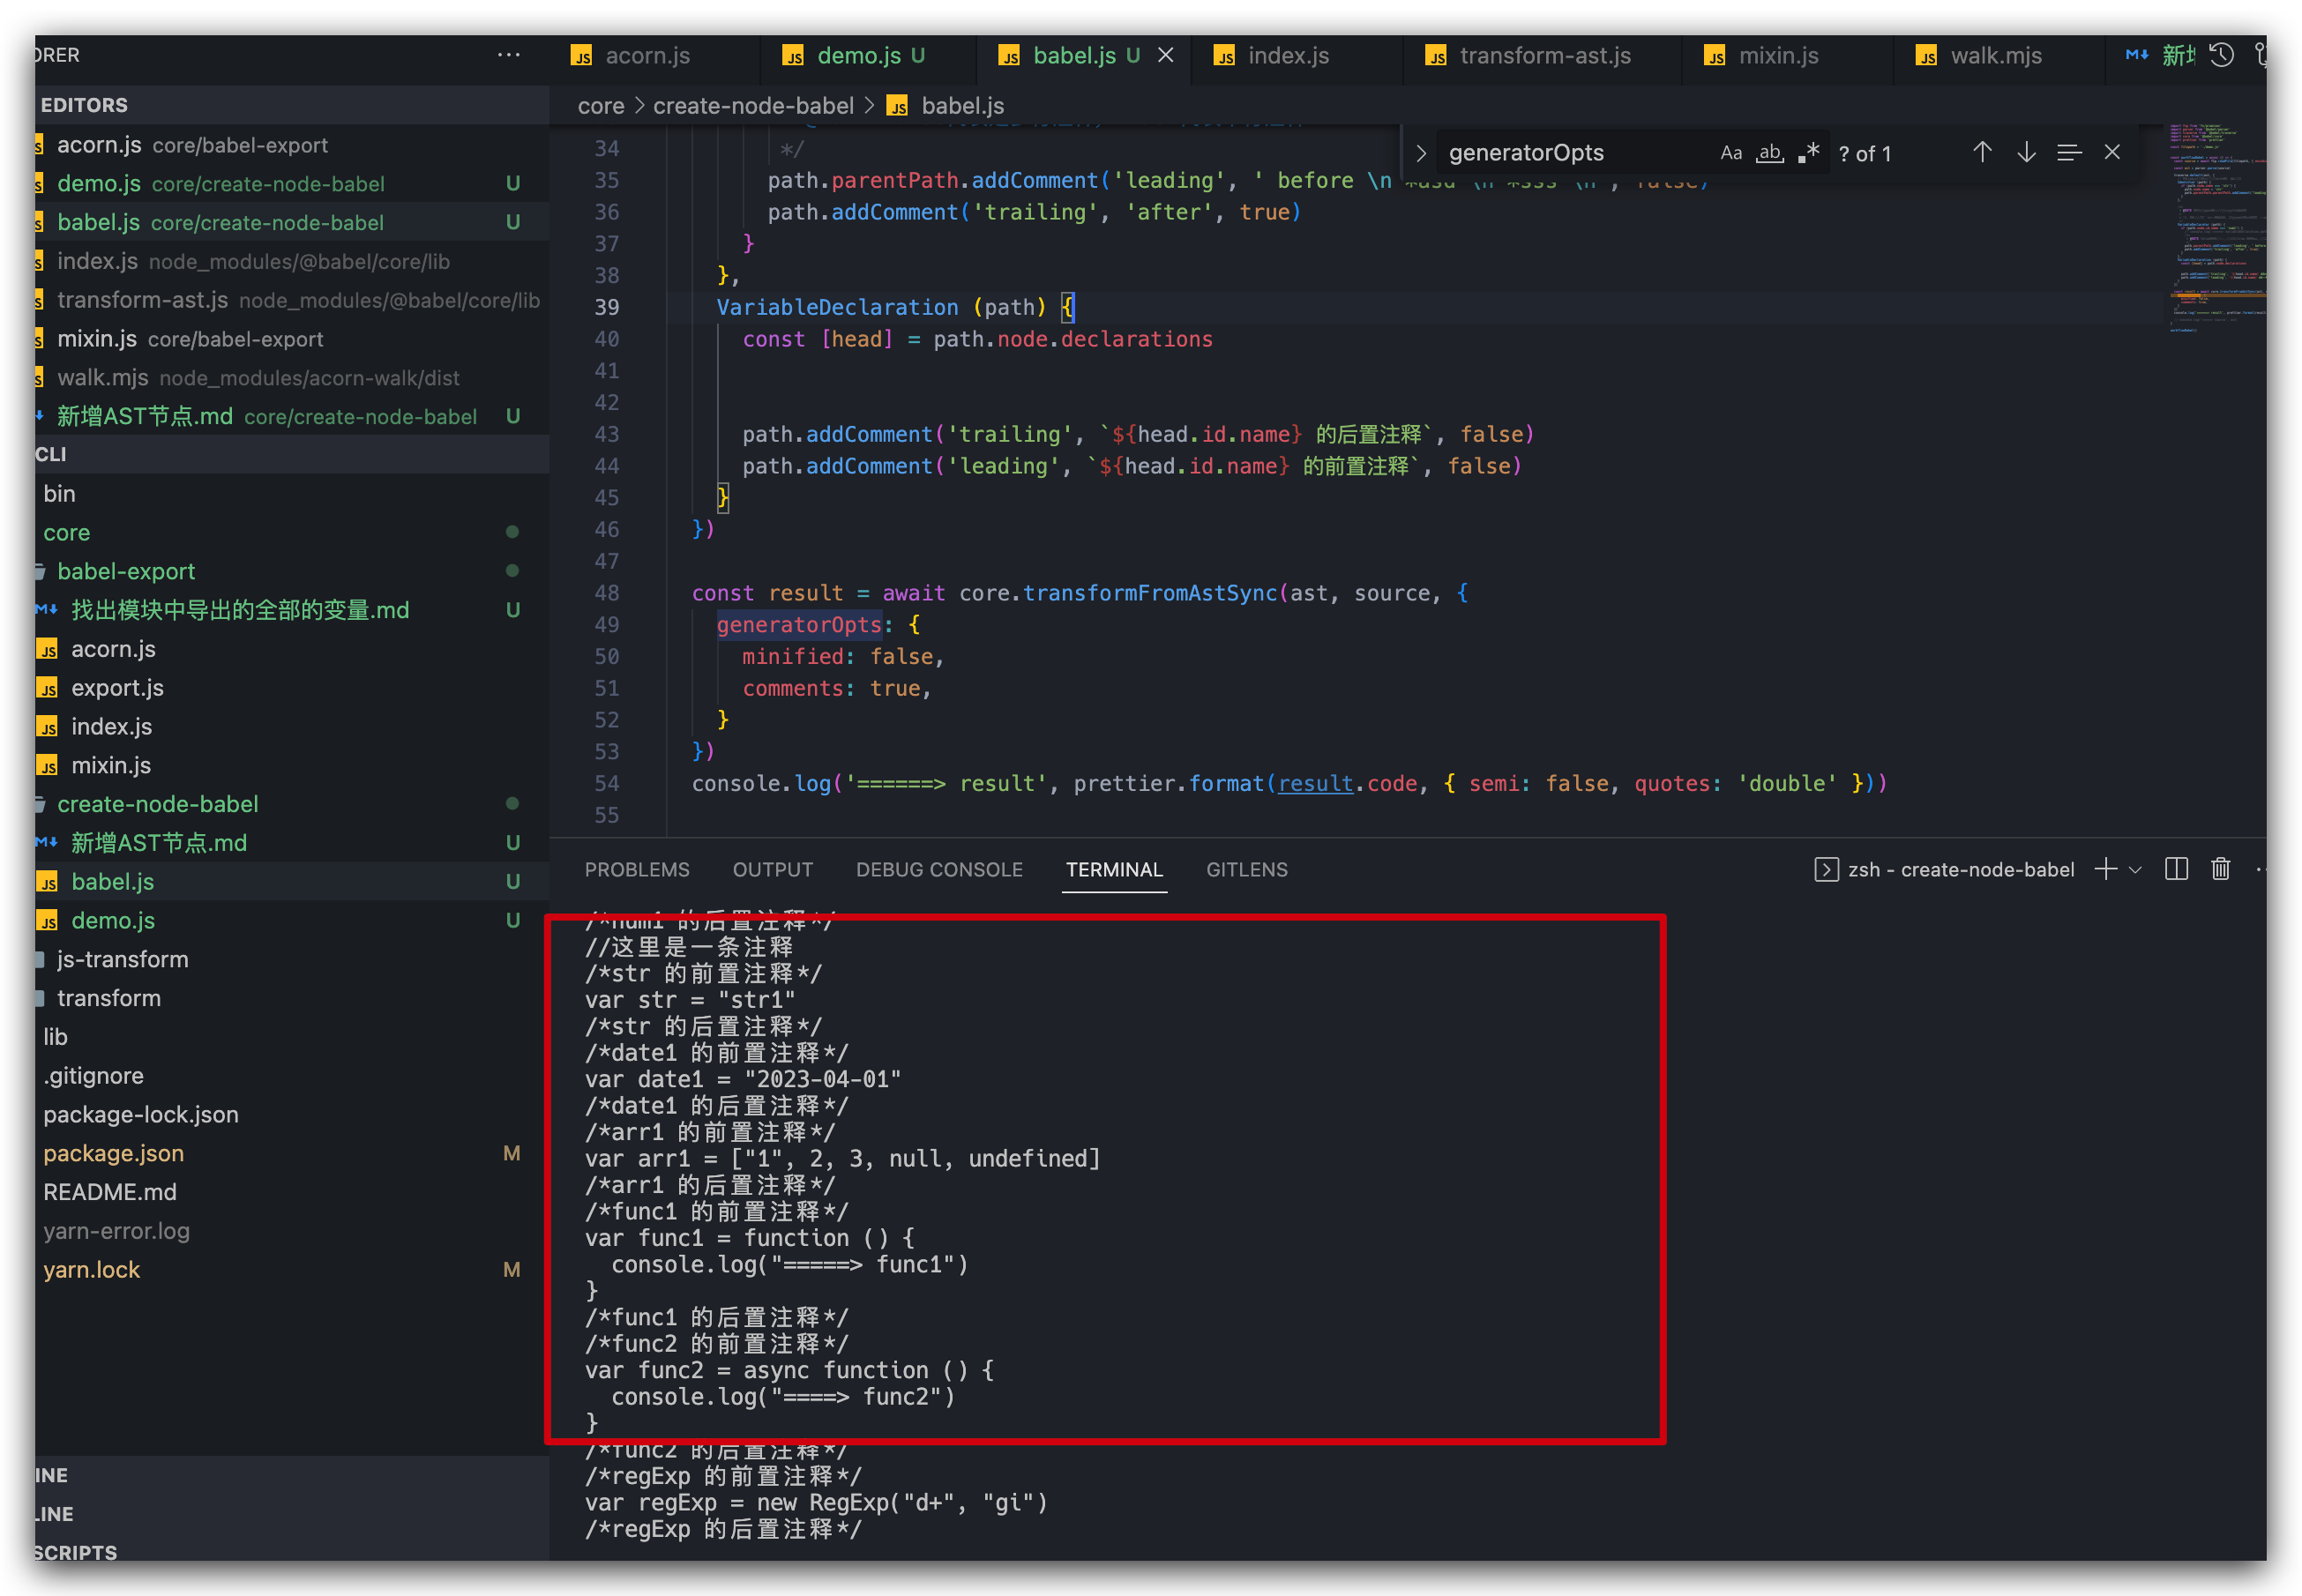 ORER
EDITORS
acorn.js core/babel-export
demo.js core/create-node-babel U
babel.js core/create-node-babel U
index.js node_modules/@babel/core/lib
transform-ast.js node_modules/@babel/core/lib
mixin.js core/babel-export
walk.mjs node_modules/acorn-walk/dist
新增AST节点.md core/create-node-babel U
CLI
bin
core
babel-export
找出模块中导出的全部的变量.md U
acorn.js
export.js
index.js
mixin.js
create-node-babel
新增AST节点.md U
babel.js U
demo.js U
js-transform
transform
lib
.gitignore
package-lock.json
package.json M
README.md
yarn-error.log
yarn.lock M
INE
LINE
SCRIPTS
acorn.js demo.js U babel.js U index.js transform-ast.js mixin.js walk.mjs 新增
core > create-node-babel > babel.js
generatorOpts Aa ab .* ? of 1
34 */
35 path.parentPath.addComment('leading', ' before \n *asd \n *sss \n', false)
36 path.addComment('trailing', 'after', true)
37 }
38 },
39 VariableDeclaration (path) {
40 const [head] = path.node.declarations
41
42
43 path.addComment('trailing', `${head.id.name} 的后置注释`, false)
44 path.addComment('leading', `${head.id.name} 的前置注释`, false)
45 }
46 })
47
48 const result = await core.transformFromAstSync(ast, source, {
49 generatorOpts: {
50 minified: false,
51 comments: true,
52 }
53 })
54 console.log('======> result', prettier.format(result.code, { semi: false, quotes: 'double' }))
55
PROBLEMS OUTPUT DEBUG CONSOLE TERMINAL GITLENS
zsh - create-node-babel
/*num1 的后置注释*/
//这里是一条注释
/*str 的前置注释*/
var str = "str1"
/*str 的后置注释*/
/*date1 的前置注释*/
var date1 = "2023-04-01"
/*date1 的后置注释*/
/*arr1 的前置注释*/
var arr1 = ["1", 2, 3, null, undefined]
/*arr1 的后置注释*/
/*func1 的前置注释*/
var func1 = function () {
console.log("=====> func1")
}
/*func1 的后置注释*/
/*func2 的前置注释*/
var func2 = async function () {
console.log("====> func2")
}
/*func2 的后置注释*/
/*regExp 的前置注释*/
var regExp = new RegExp("d+", "gi")
/*regExp 的后置注释*/